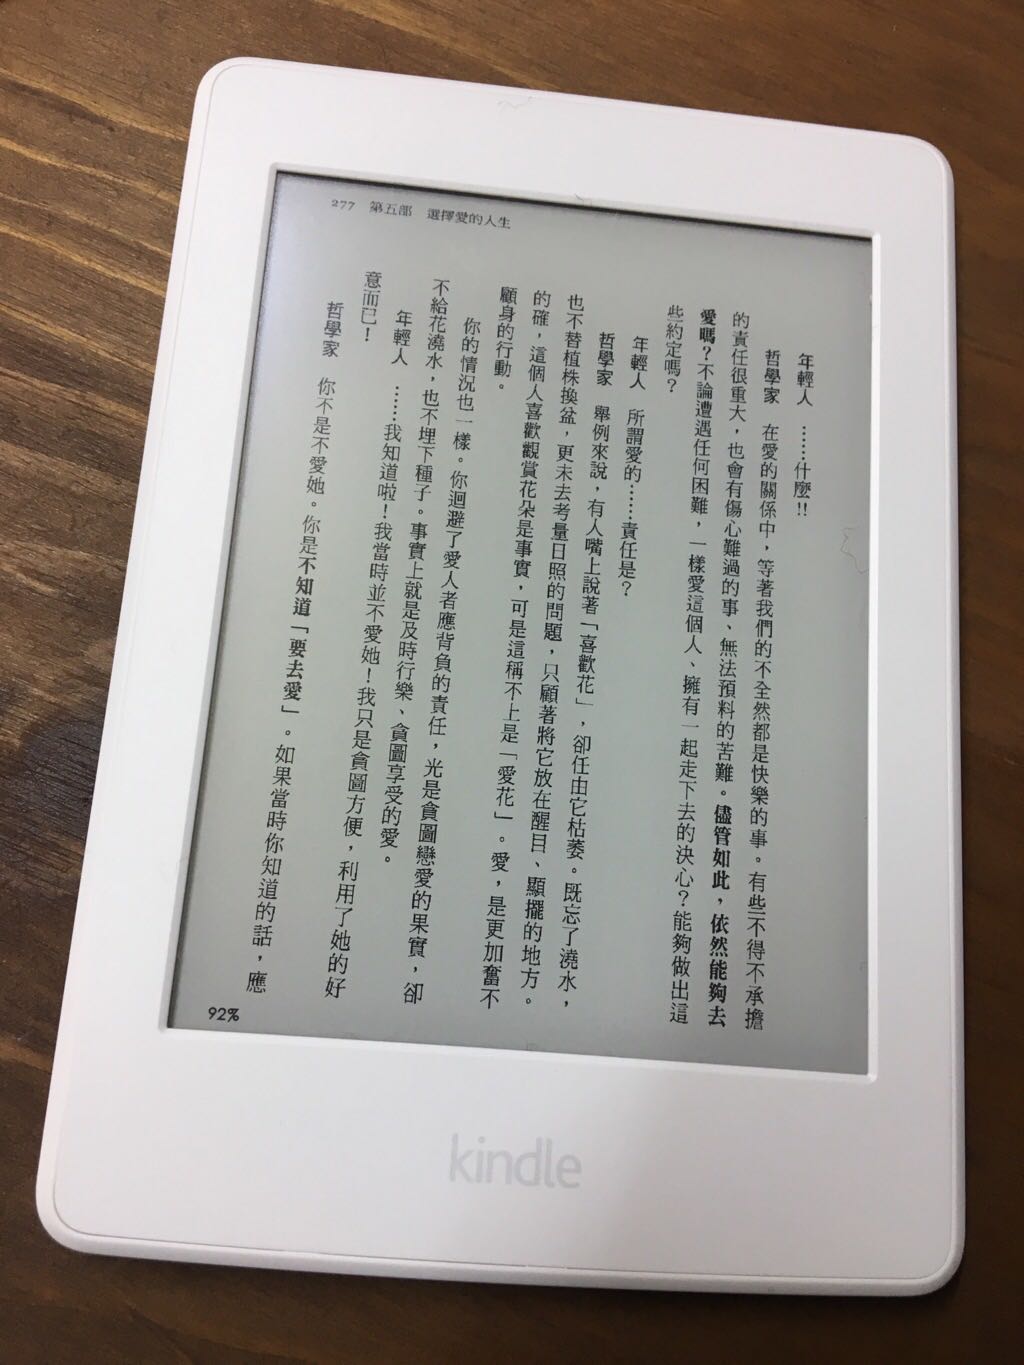 277 第五部 選擇愛的人生
年輕人 ……什麼!!
哲學家 在愛的關係中，等著我們的不全然都是快樂的事。有些不得不承擔
的責任很重大，也會有傷心難過的事、無法預料的苦難。儘管如此，依然能夠去
愛嗎？不論遭遇任何困難，一樣愛這個人、擁有一起走下去的決心？能夠做出這
些約定嗎？
年輕人 所謂愛的……責任是？
哲學家 舉例來說，有人嘴上說著「喜歡花」，卻任由它枯萎。既忘了澆水，
也不替植株換盆，更未去考量日照的問題，只顧著將它放在醒目、顯擺的地方。
的確，這個人喜歡觀賞花朵是事實，可是這稱不上是「愛花」。愛，是更加奮不
顧身的行動。
你的情況也一樣。你迴避了愛人者應背負的責任，光是貪圖戀愛的果實，卻
不給花澆水，也不埋下種子。事實上就是及時行樂、貪圖享受的愛。
年輕人 ……我知道啦！我當時並不愛她！我只是貪圖方便，利用了她的好
意而已！
哲學家 你不是不愛她。你是不知道「要去愛」。如果當時你知道的話，應
92%
kindle